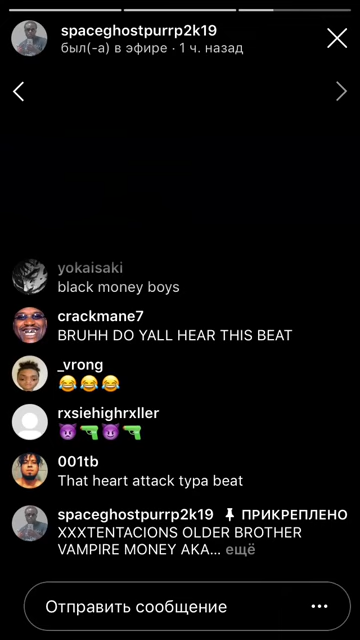 spaceghostpurrp2k19
был(-а) в эфире · 1 ч. назад
yokaisaki
black money boys
crackmane7
BRUHH DO YALL HEAR THIS BEAT
_vrong
😂😂😂
rxsiehighrxller
👿🔫😈🔫
001tb
That heart attack typa beat
spaceghostpurrp2k19 📌 ПРИКРЕПЛЕНО
XXXTENTACIONS OLDER BROTHER
VAMPIRE MONEY AKA... ещё
Отправить сообщение